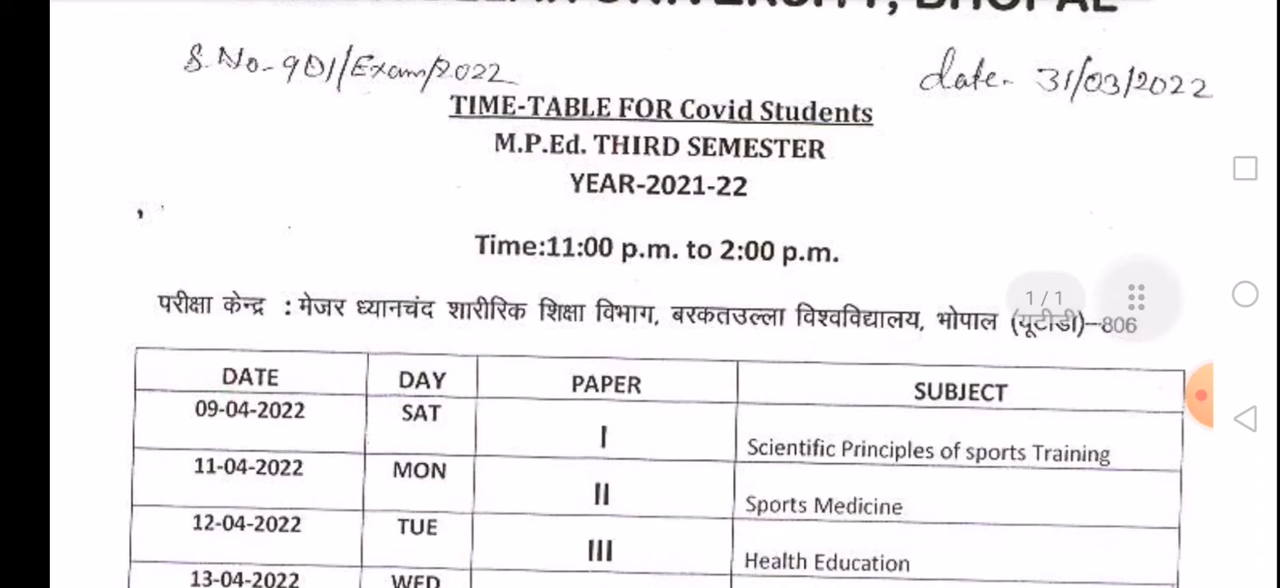 UNIVERSITY, BHOPAL
S.No-901/Exam/2022
date- 31/03/2022
TIME-TABLE FOR Covid Students
M.P.Ed. THIRD SEMESTER
YEAR-2021-22
Time:11:00 p.m. to 2:00 p.m.
परीक्षा केन्द्र : मेजर ध्यानचंद शारीरिक शिक्षा विभाग, बरकतउल्ला विश्वविद्यालय, भोपाल (यूटीडी)–806
1 / 1
DATE DAY PAPER SUBJECT
09-04-2022 SAT I Scientific Principles of sports Training
11-04-2022 MON II Sports Medicine
12-04-2022 TUE III Health Education
13-04-2022 WED